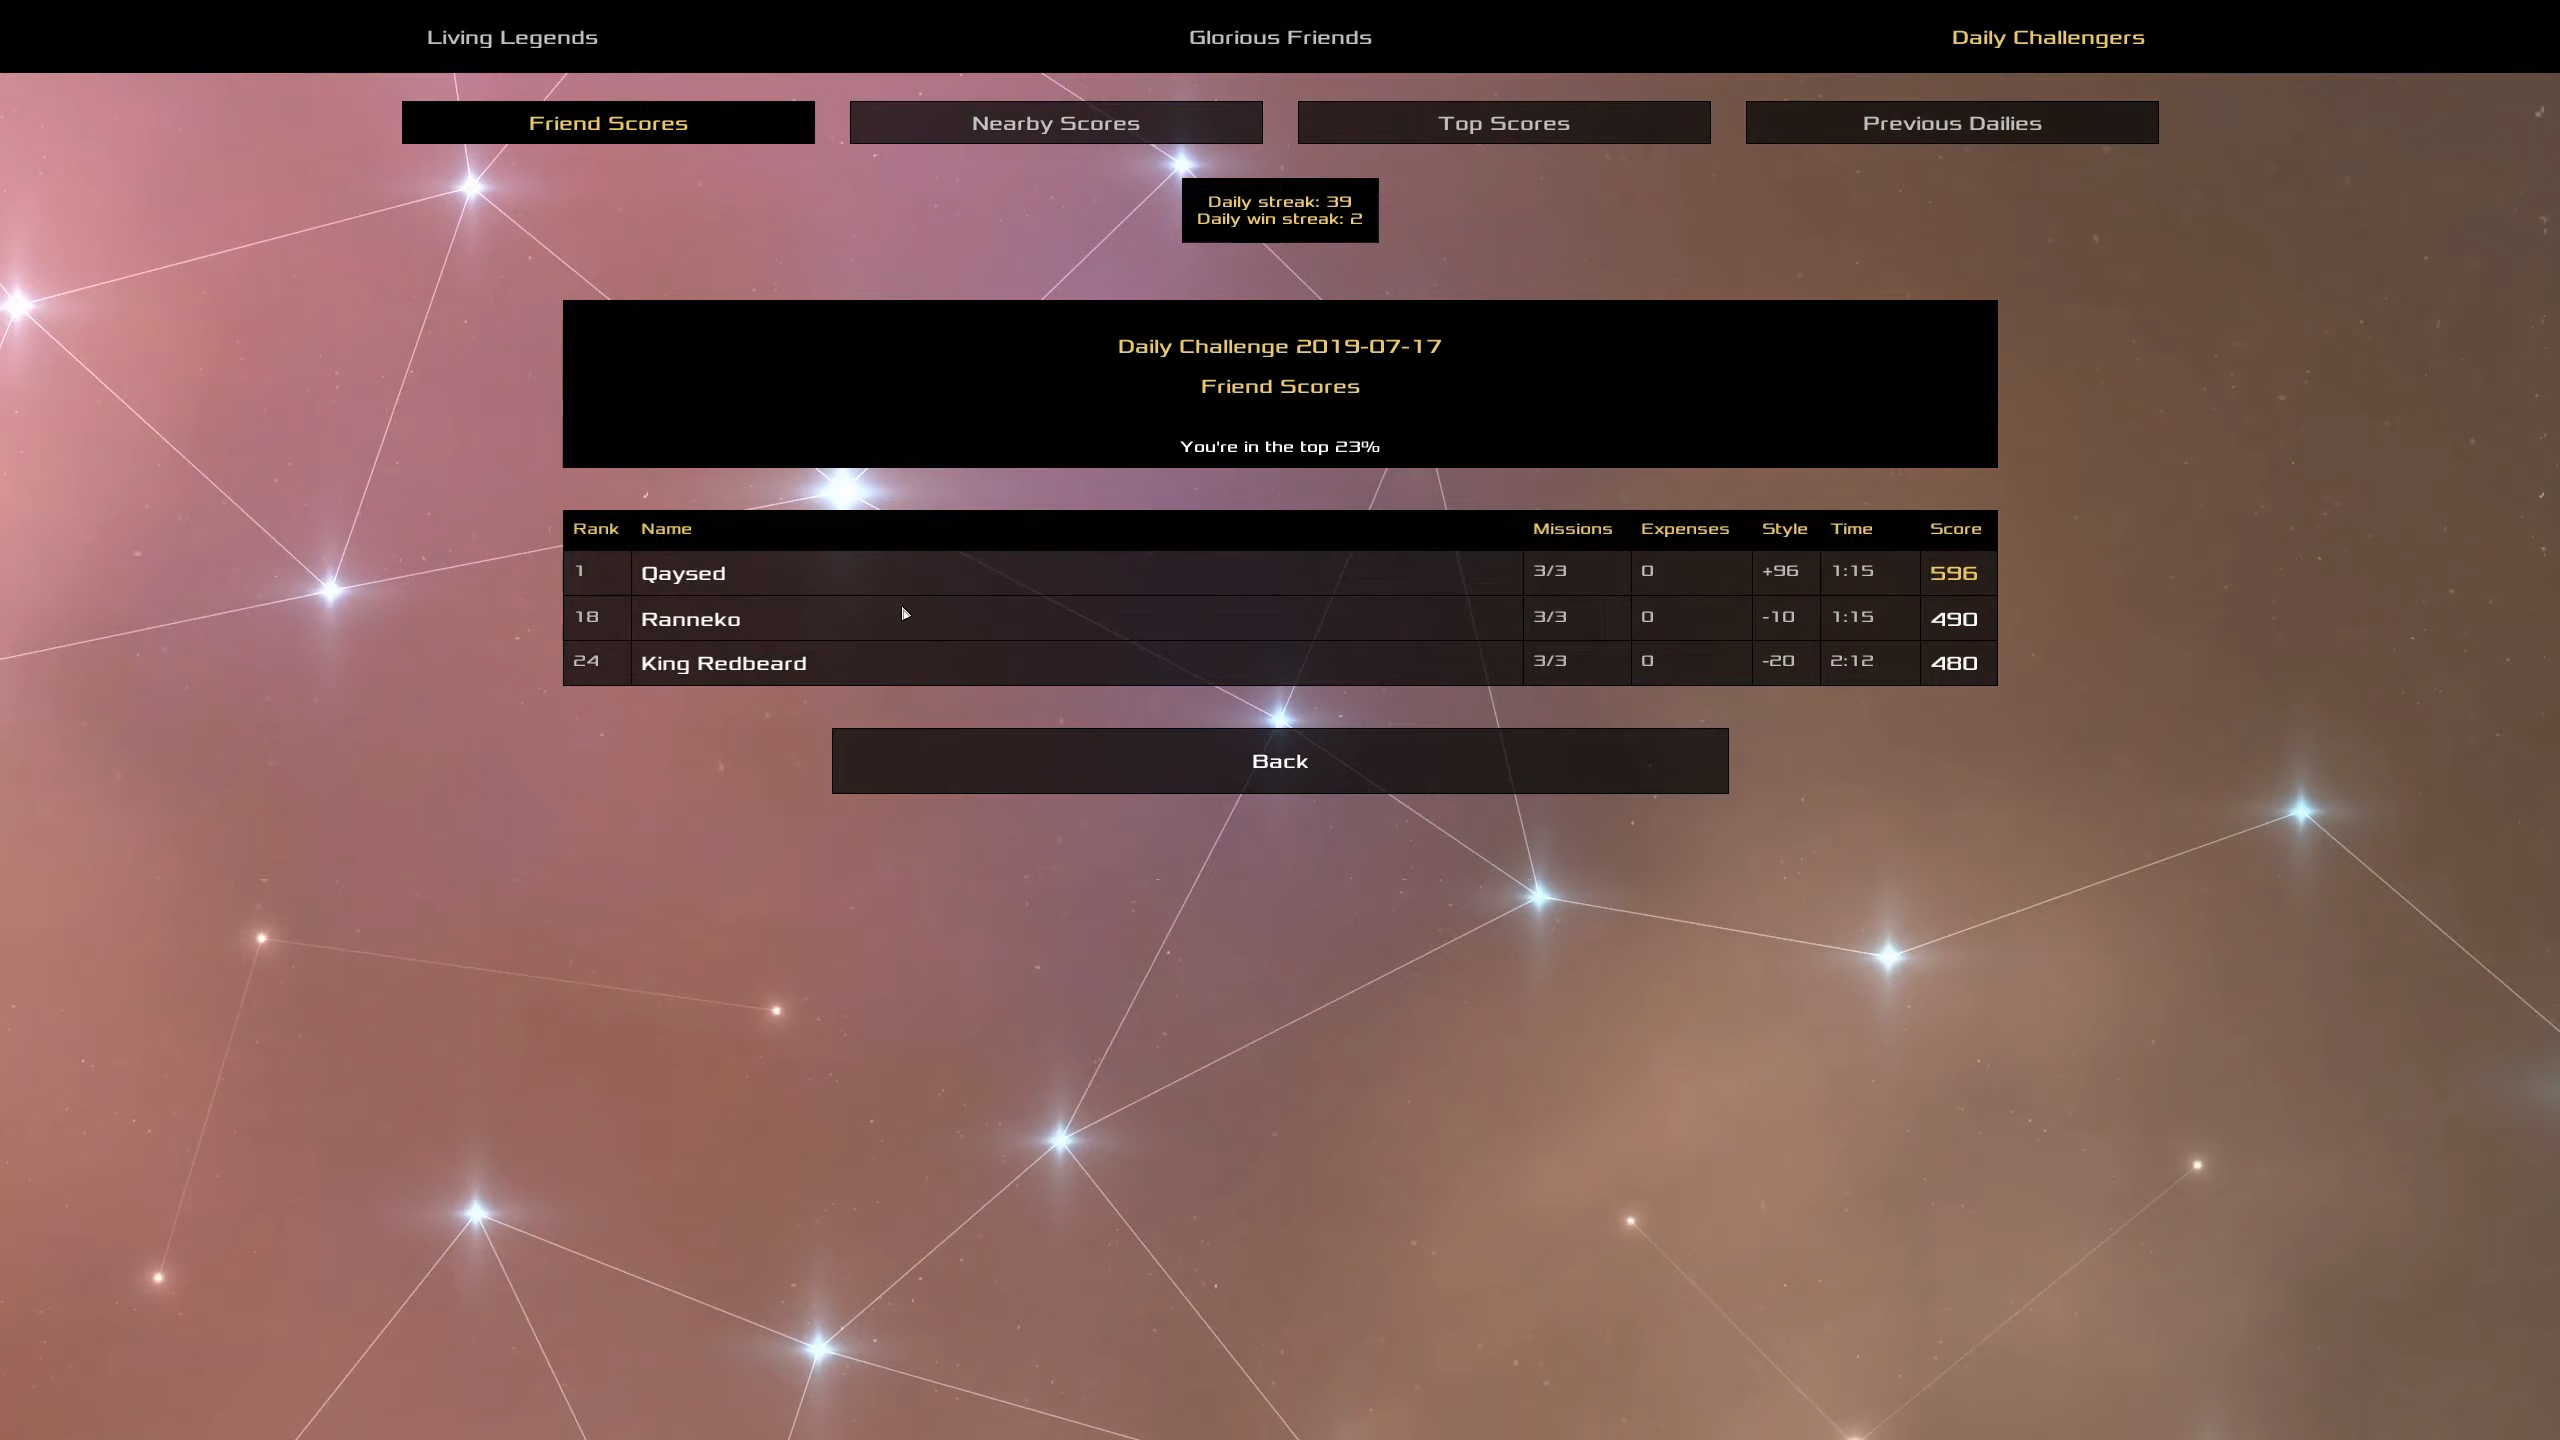 Living Legends Glorious Friends Daily Challengers
Friend Scores Nearby Scores Top Scores Previous Dailies
Daily streak: 39
Daily win streak: 2
Daily Challenge 2019-07-17
Friend Scores
You're in the top 23%
Rank Name Missions Expenses Style Time Score
1 Qaysed 3/3 0 +96 1:15 596
18 Ranneko 3/3 0 -10 1:15 490
24 King Redbeard 3/3 0 -20 2:12 480
Back